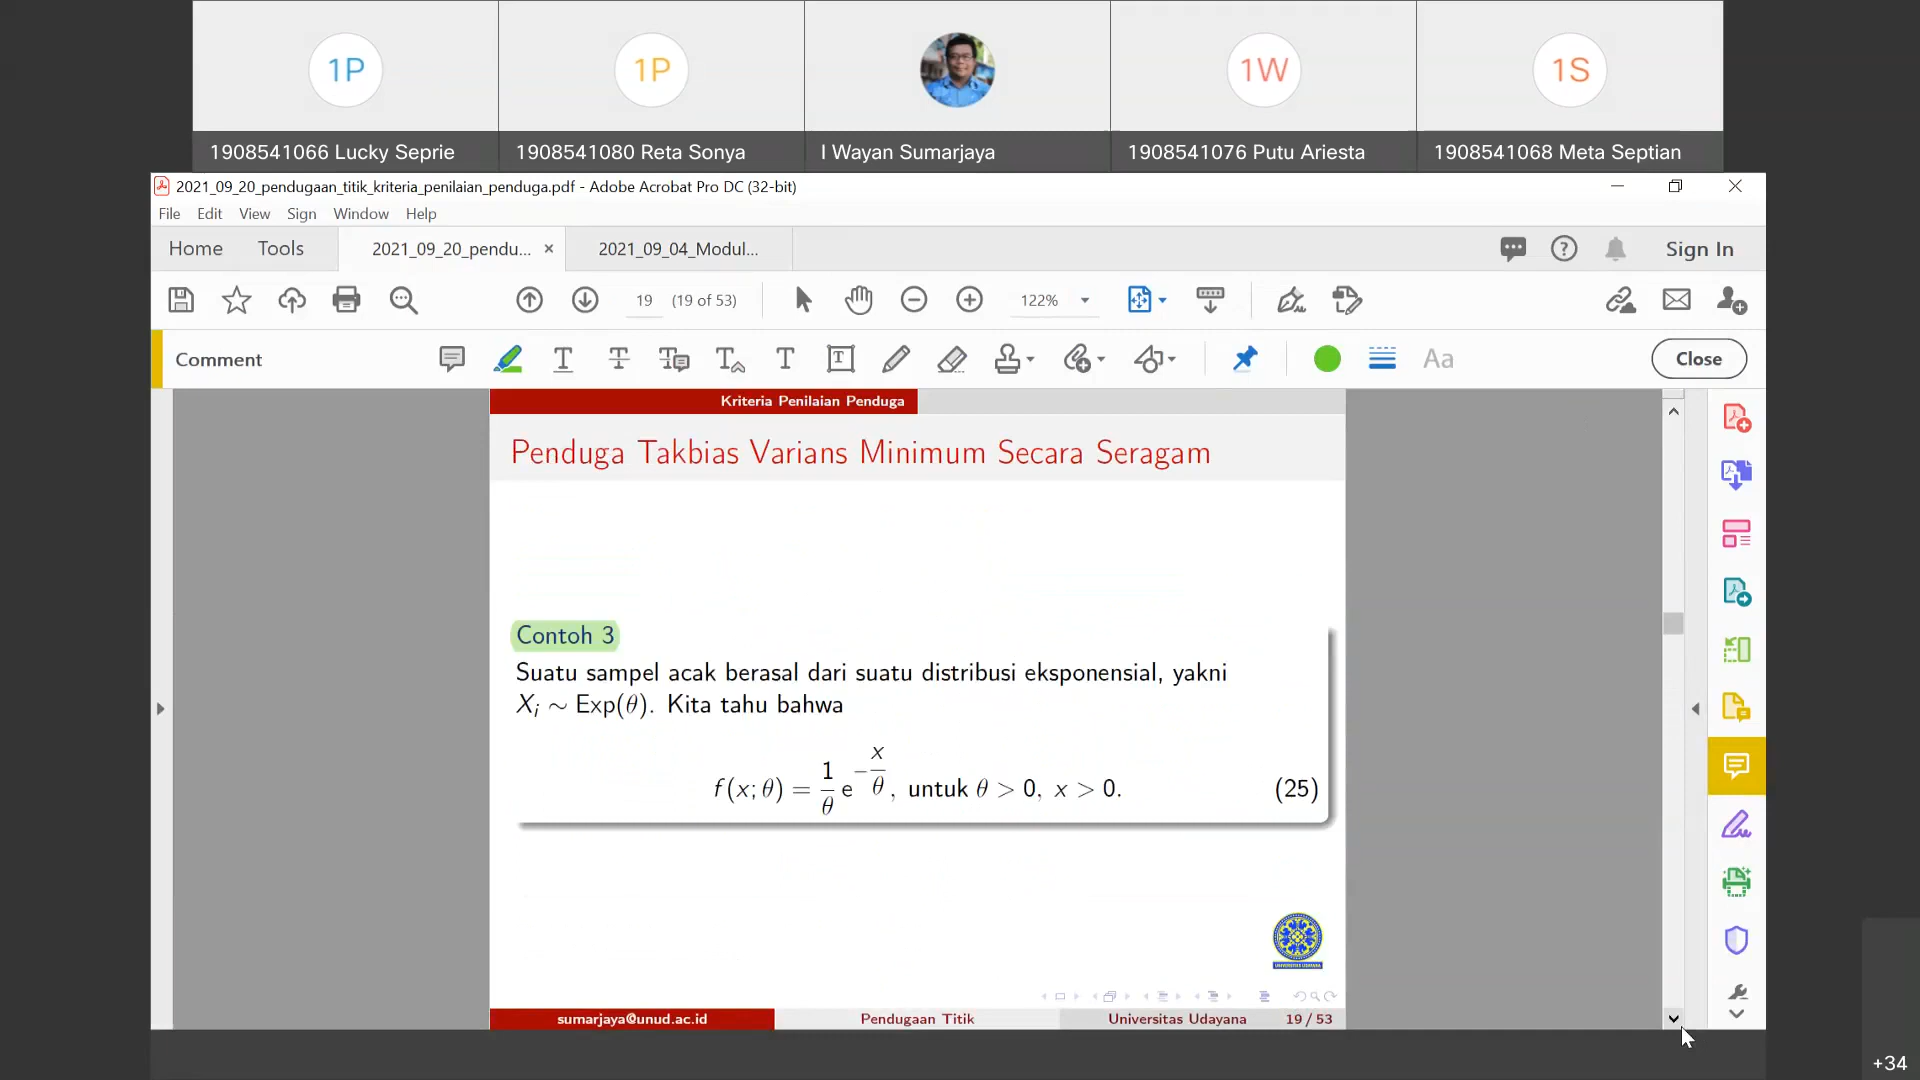 1P
1P
1W
1S
1908541066 Lucky Seprie
1908541080 Reta Sonya
I Wayan Sumarjaya
1908541076 Putu Ariesta
1908541068 Meta Septian
2021_09_20_pendugaan_titik_kriteria_penilaian_penduga.pdf - Adobe Acrobat Pro DC (32-bit)
File Edit View Sign Window Help
Home Tools 2021_09_20_pendu... × 2021_09_04_Modul... Sign In
19 (19 of 53) 122%
Comment Aa Close
Kriteria Penilaian Penduga
Penduga Takbias Varians Minimum Secara Seragam
Contoh 3
Suatu sampel acak berasal dari suatu distribusi eksponensial, yakni
Xᵢ ∼ Exp(θ). Kita tahu bahwa
f(x; θ) = 1/θ e^(−x/θ), untuk θ > 0, x > 0. (25)
UNIVERSITAS UDAYANA
sumarjaya@unud.ac.id Pendugaan Titik Universitas Udayana 19 / 53
+34